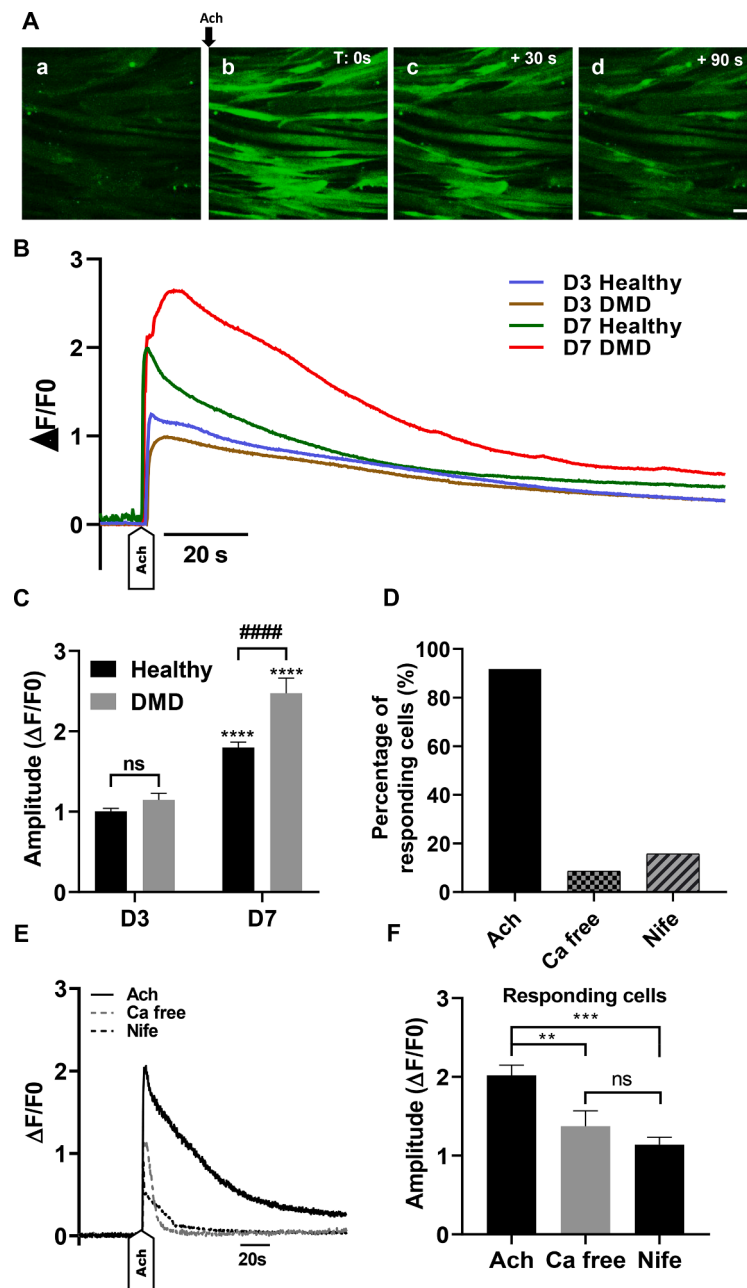 A
Ach
a
b
T: 0s
c
+ 30 s
d
+ 90 s
B
3
2
1
0
▲F/F0
D3 Healthy
D3 DMD
D7 Healthy
D7 DMD
Ach
20 s
C
3
2
1
0
Amplitude (ΔF/F0)
Healthy
DMD
ns
####
****
****
D3
D7
D
100
80
60
40
20
0
Percentage of
responding cells (%)
Ach
Ca free
Nife
E
3
2
1
0
ΔF/F0
Ach
Ca free
Nife
Ach
20s
F
Responding cells
3
2
1
0
Amplitude (ΔF/F0)
***
**
ns
Ach
Ca free
Nife